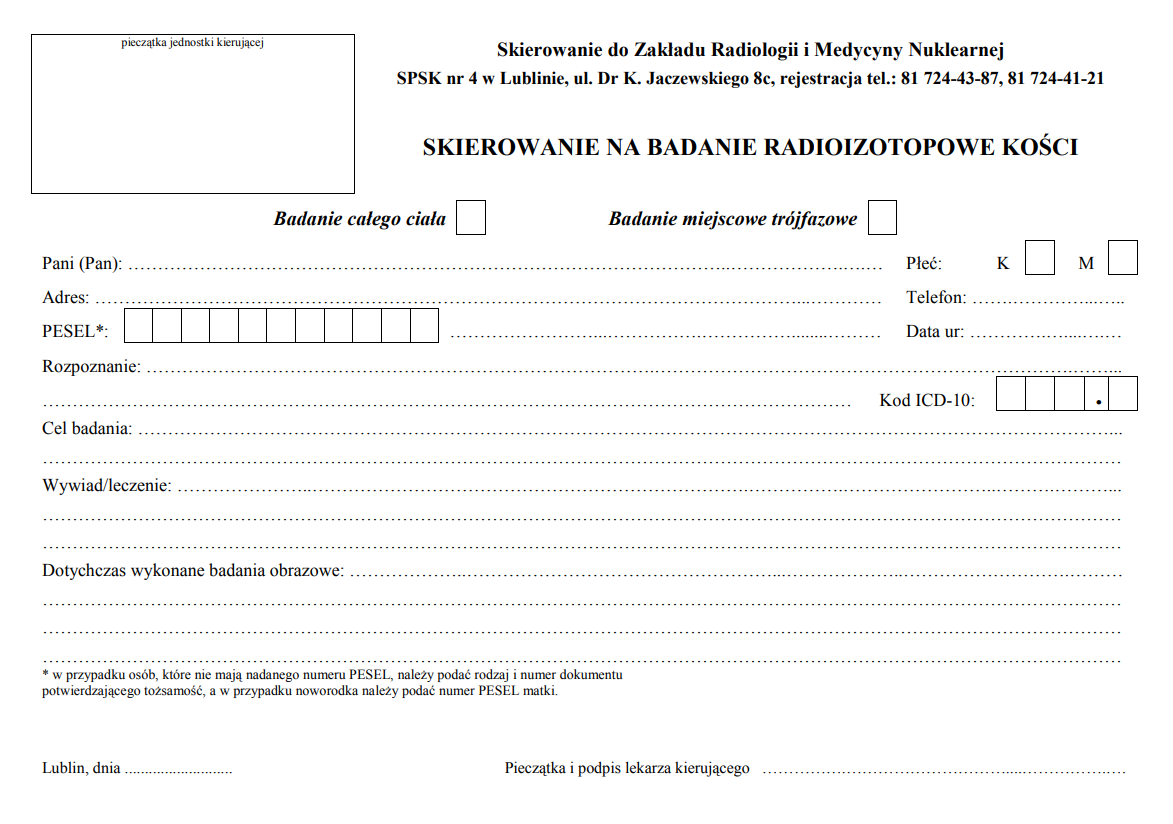 pieczątka jednostki kierującej
Skierowanie do Zakładu Radiologii i Medycyny Nuklearnej
SPSK nr 4 w Lublinie, ul. Dr K. Jaczewskiego 8c, rejestracja tel.: 81 724-43-87, 81 724-41-21
SKIEROWANIE NA BADANIE RADIOIZOTOPOWE KOŚCI
Badanie całego ciała Badanie miejscowe trójfazowe
Pani (Pan): ………………………………………………………………………………………… Płeć: K M
Adres: …………………………………………………………………………………………… Telefon: …………………….
PESEL*: ………………………………………………… Data ur: …………………….
Rozpoznanie: ……………………………………………………………………………………………………………………
…………………………………………………………………………………………… Kod ICD-10: .
Cel badania: ……………………………………………………………………………………………………………………
……………………………………………………………………………………………………………………………………
Wywiad/leczenie: ………………………………………………………………………………………………………………
……………………………………………………………………………………………………………………………………
……………………………………………………………………………………………………………………………………
Dotychczas wykonane badania obrazowe: ………………………………………………………………………………
……………………………………………………………………………………………………………………………………
……………………………………………………………………………………………………………………………………
……………………………………………………………………………………………………………………………………
* w przypadku osób, które nie mają nadanego numeru PESEL, należy podać rodzaj i numer dokumentu
potwierdzającego tożsamość, a w przypadku noworodka należy podać numer PESEL matki.
Lublin, dnia ........................... Pieczątka i podpis lekarza kierującego ……………………………………………